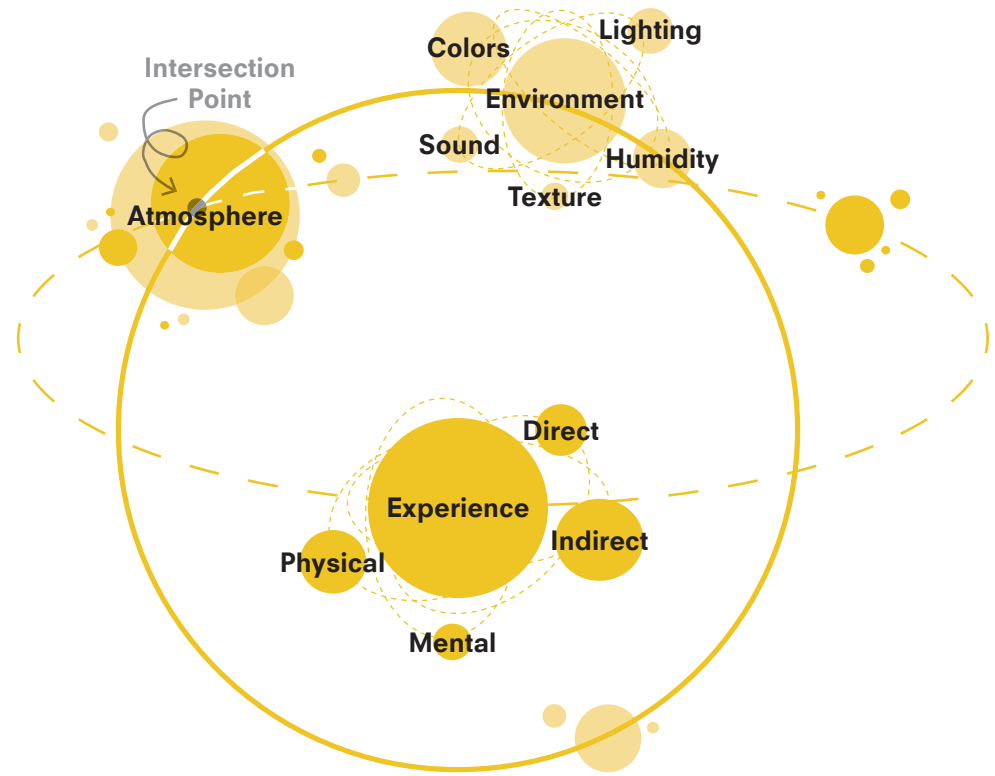 Colors
Lighting
Intersection
Point
Environment
Sound
Humidity
Texture
Atmosphere
Direct
Experience
Indirect
Physical
Mental